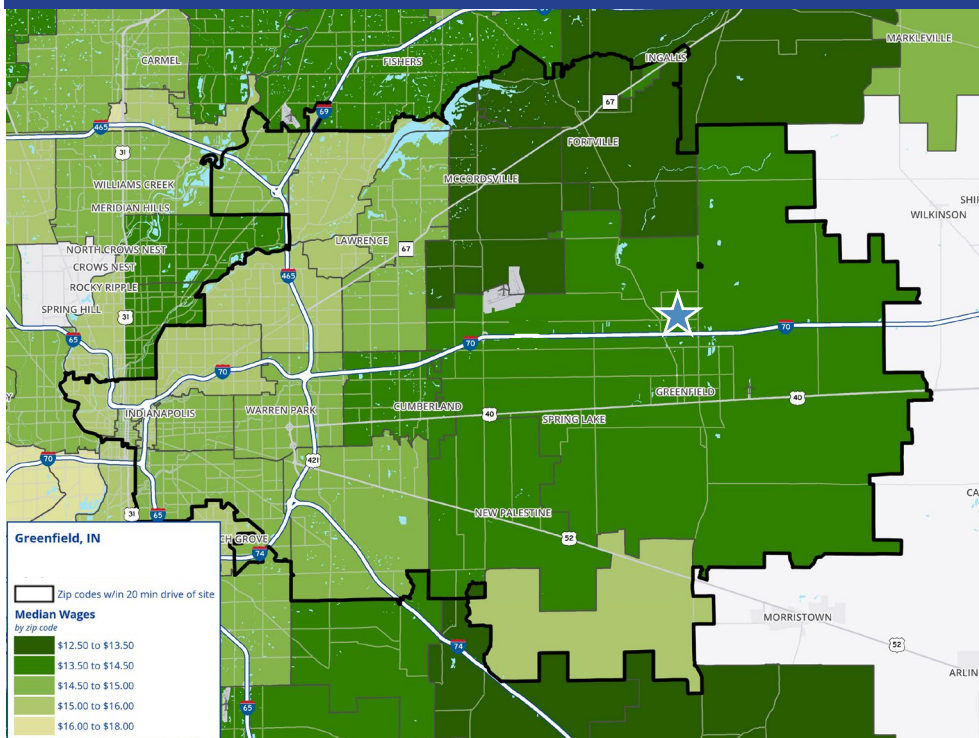 MARKLEVILLE
CARMEL
FISHERS
INGALLS
69
67
465
31
FORTVILLE
MCCORDSVILLE
WILLIAMS CREEK
MERIDIAN HILLS
WILKINSON
LAWRENCE
67
NORTH CROWS NEST
CROWS NEST
465
ROCKY RIPPLE
SPRING HILL
31
70
65
70
70
GREENFIELD
40
INDIANAPOLIS
WARREN PARK
CUMBERLAND
40
SPRING LAKE
70
421
NEW PALESTINE
31
65
52
74
MORRISTOWN
74
52
65
Greenfield, IN
Zip codes w/in 20 min drive of site
Median Wages
by zip code
$12.50 to $13.50
$13.50 to $14.50
$14.50 to $15.00
$15.00 to $16.00
$16.00 to $18.00